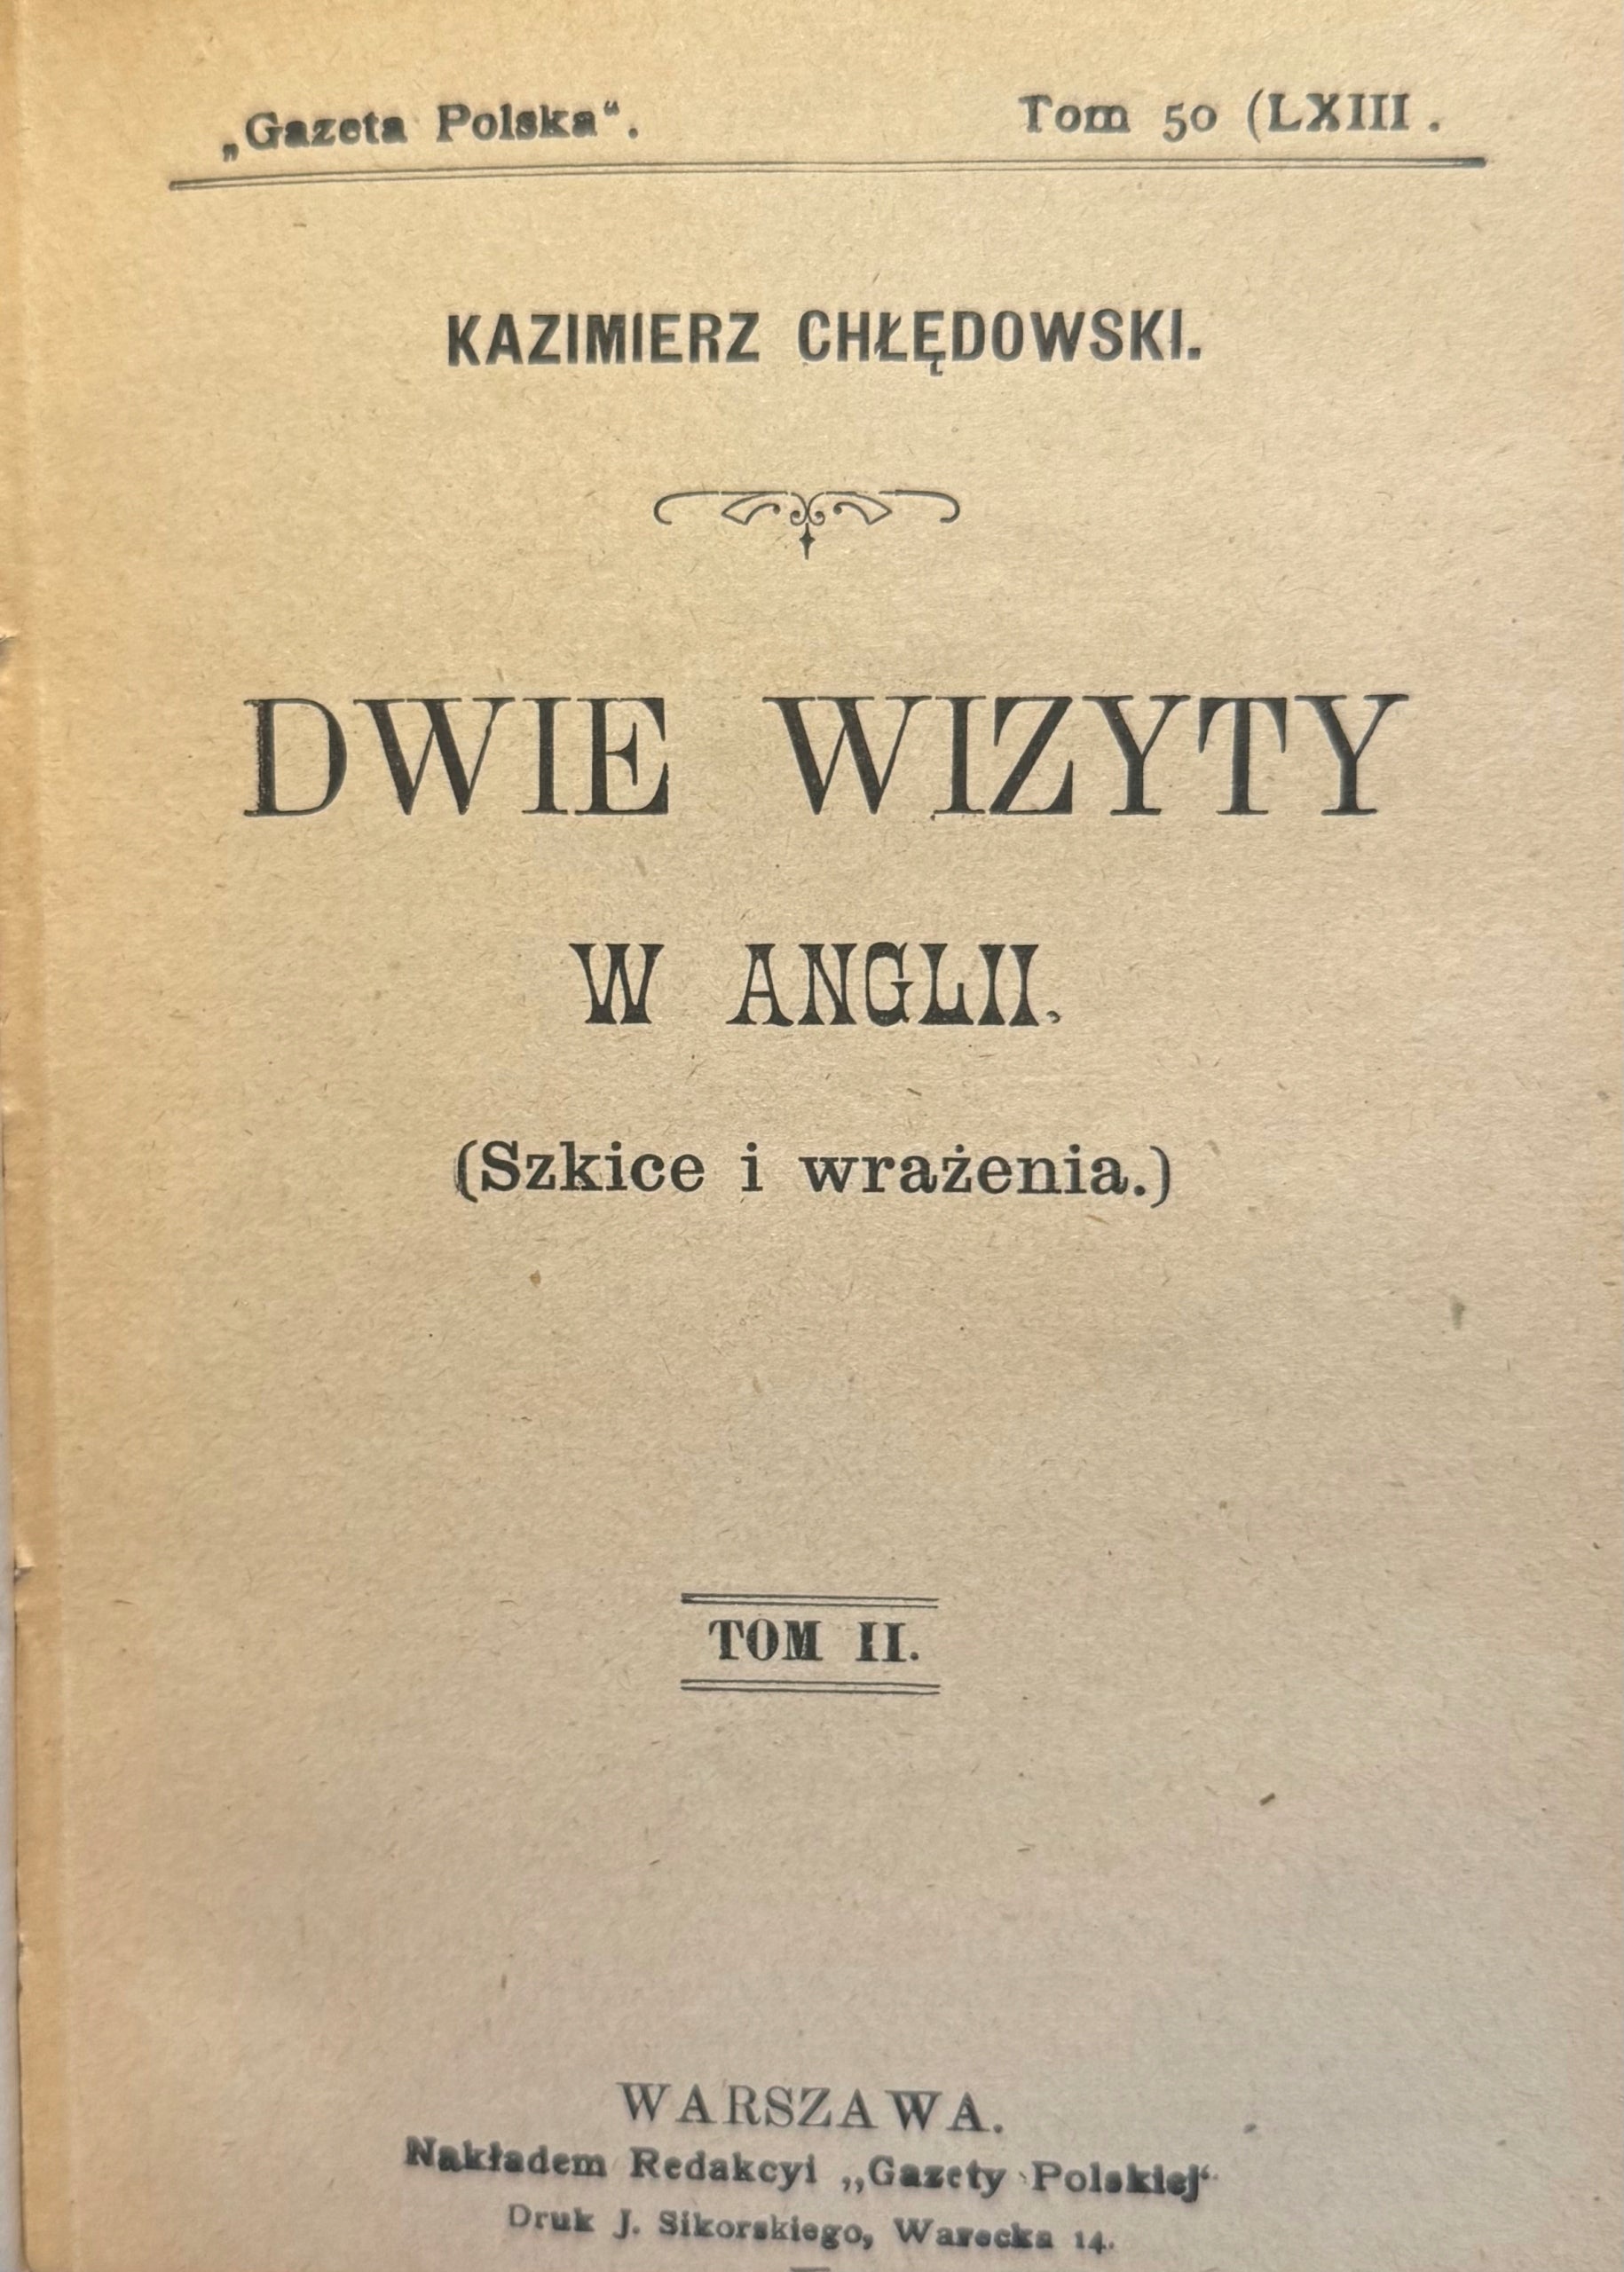 „Gazeta Polska“. Tom 50 (LXIII .
KAZIMIERZ CHŁĘDOWSKI.
DWIE WIZYTY
W ANGLII.
(Szkice i wrażenia.)
TOM II.
WARSZAWA.
Nakładem Redakcyi „Gazety Polskiej“
Druk J. Sikorskiego, Warecka 14.